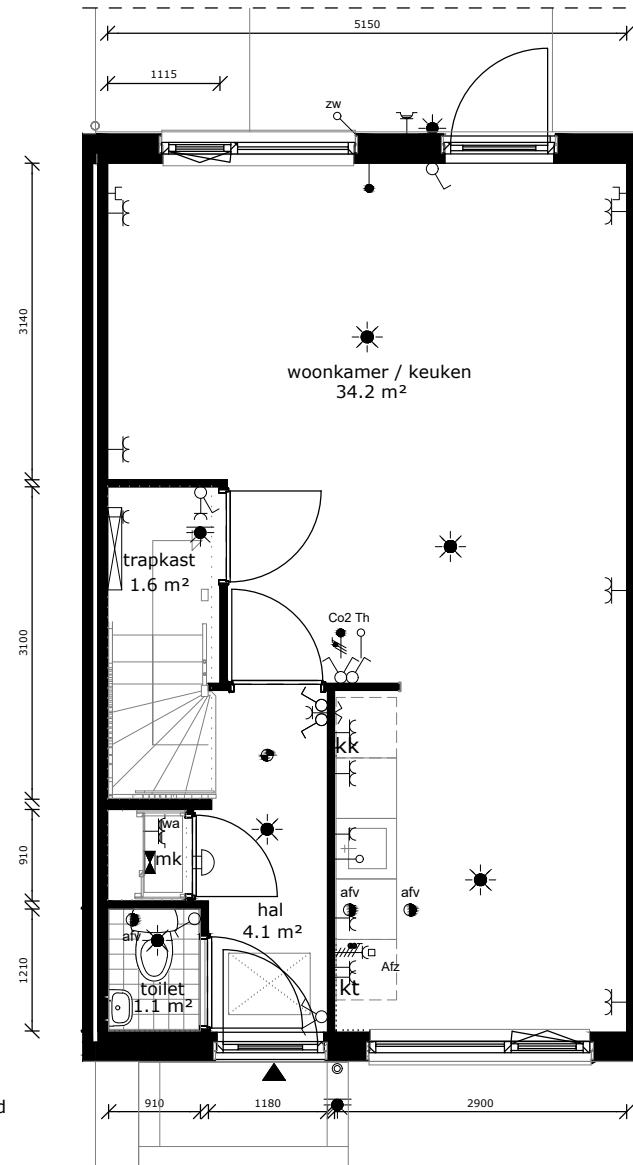 5150
1115
zw
3140
woonkamer / keuken
34.2 m²
trapkast
1.6 m²
Co2 Th
3100
kk
wa
mk
910
afv afv
hal
4.1 m²
afv
Afz
kt
toilet
1.1 m²
1210
d
910 1180 2900